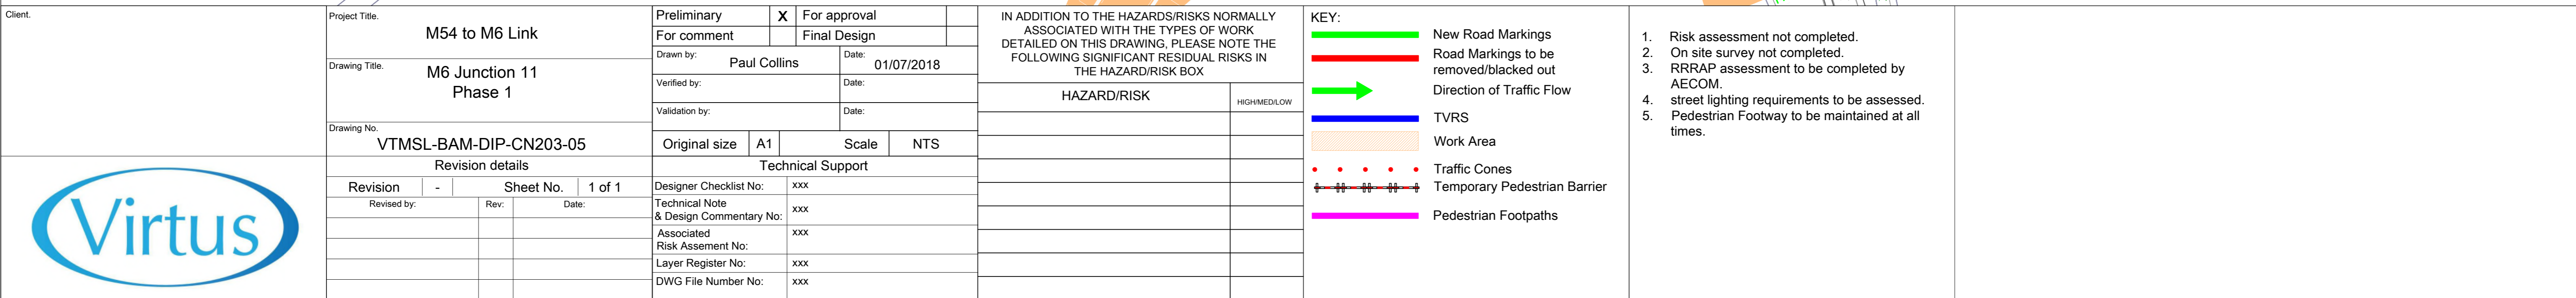 Client.
Virtus
Project Title.
M54 to M6 Link
Drawing Title.
M6 Junction 11
Phase 1
Drawing No.
VTMSL-BAM-DIP-CN203-05
Revision details
Revision - Sheet No. 1 of 1
Revised by: Rev: Date:
Preliminary X For approval
For comment Final Design
Drawn by: Date:
Paul Collins 01/07/2018
Verified by: Date:
Validation by: Date:
Original size A1 Scale NTS
Technical Support
Designer Checklist No: xxx
Technical Note
& Design Commentary No: xxx
Associated xxx
Risk Assement No:
Layer Register No: xxx
DWG File Number No: xxx
IN ADDITION TO THE HAZARDS/RISKS NORMALLY
ASSOCIATED WITH THE TYPES OF WORK
DETAILED ON THIS DRAWING, PLEASE NOTE THE
FOLLOWING SIGNIFICANT RESIDUAL RISKS IN
THE HAZARD/RISK BOX
HAZARD/RISK HIGH/MED/LOW
KEY:
New Road Markings
Road Markings to be
removed/blacked out
Direction of Traffic Flow
TVRS
Work Area
Traffic Cones
Temporary Pedestrian Barrier
Pedestrian Footpaths
1. Risk assessment not completed.
2. On site survey not completed.
3. RRRAP assessment to be completed by
AECOM.
4. street lighting requirements to be assessed.
5. Pedestrian Footway to be maintained at all
times.